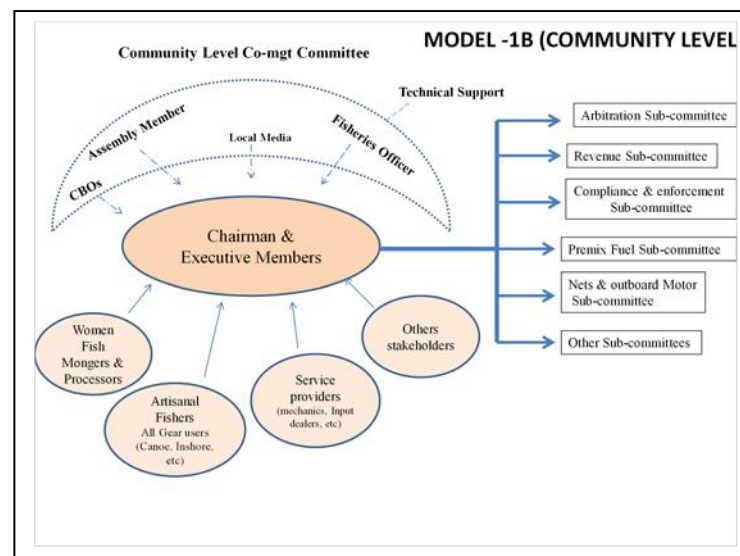 MODEL -1B (COMMUNITY LEVEL
Community Level Co-mgt Committee
Technical Support
Assembly Member
Local Media
Fisheries Officer
CBOs
Chairman &
Executive Members
Women
Fish
Mongers &
Processors
Artisanal
Fishers
All Gear users
(Canoe, Inshore,
etc)
Service
providers
(mechanics, Input
dealers, etc)
Others
stakeholders
Arbitration Sub-committee
Revenue Sub-committee
Compliance & enforcement
Sub-committee
Premix Fuel Sub-committee
Nets & outboard Motor
Sub-committee
Other Sub-committees